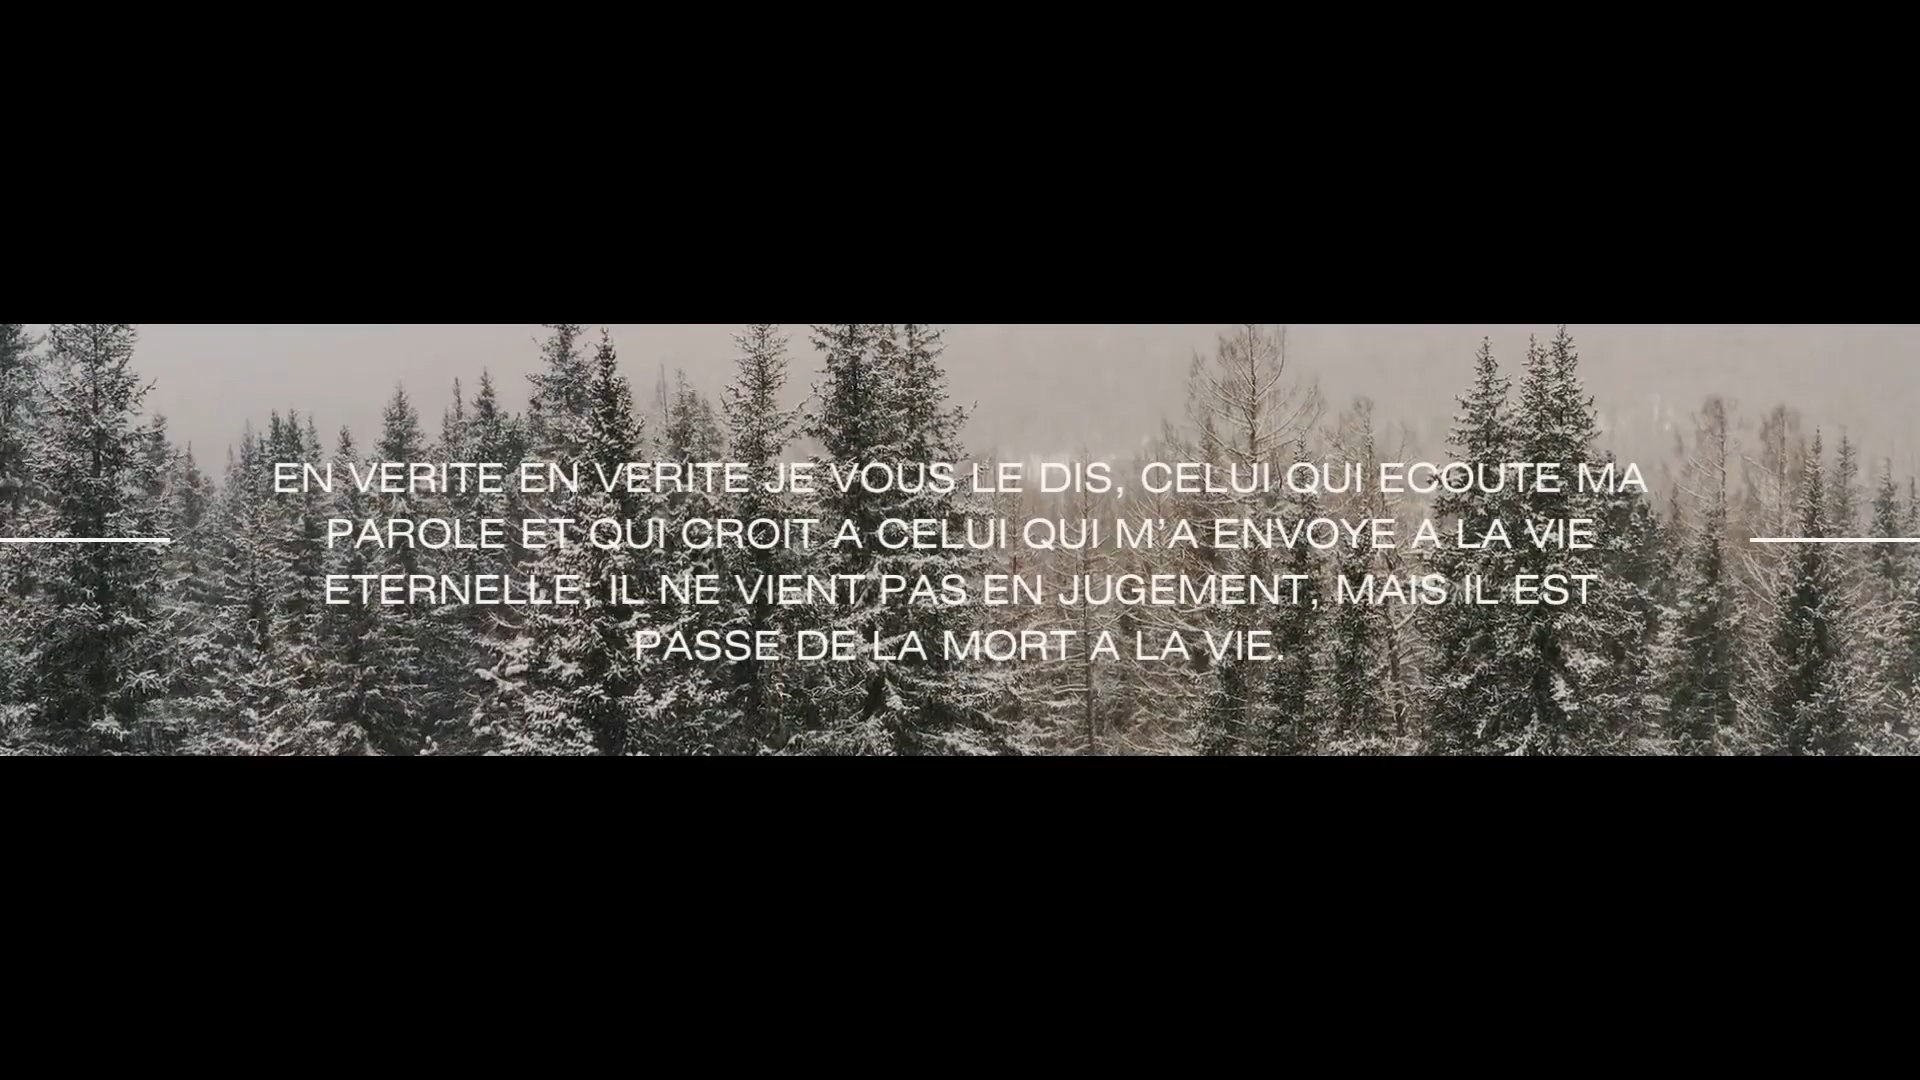 EN VERITE EN VERITE JE VOUS LE DIS, CELUI QUI ECOUTE MA
PAROLE ET QUI CROIT A CELUI QUI M'A ENVOYE A LA VIE
ETERNELLE; IL NE VIENT PAS EN JUGEMENT, MAIS IL EST
PASSE DE LA MORT A LA VIE.